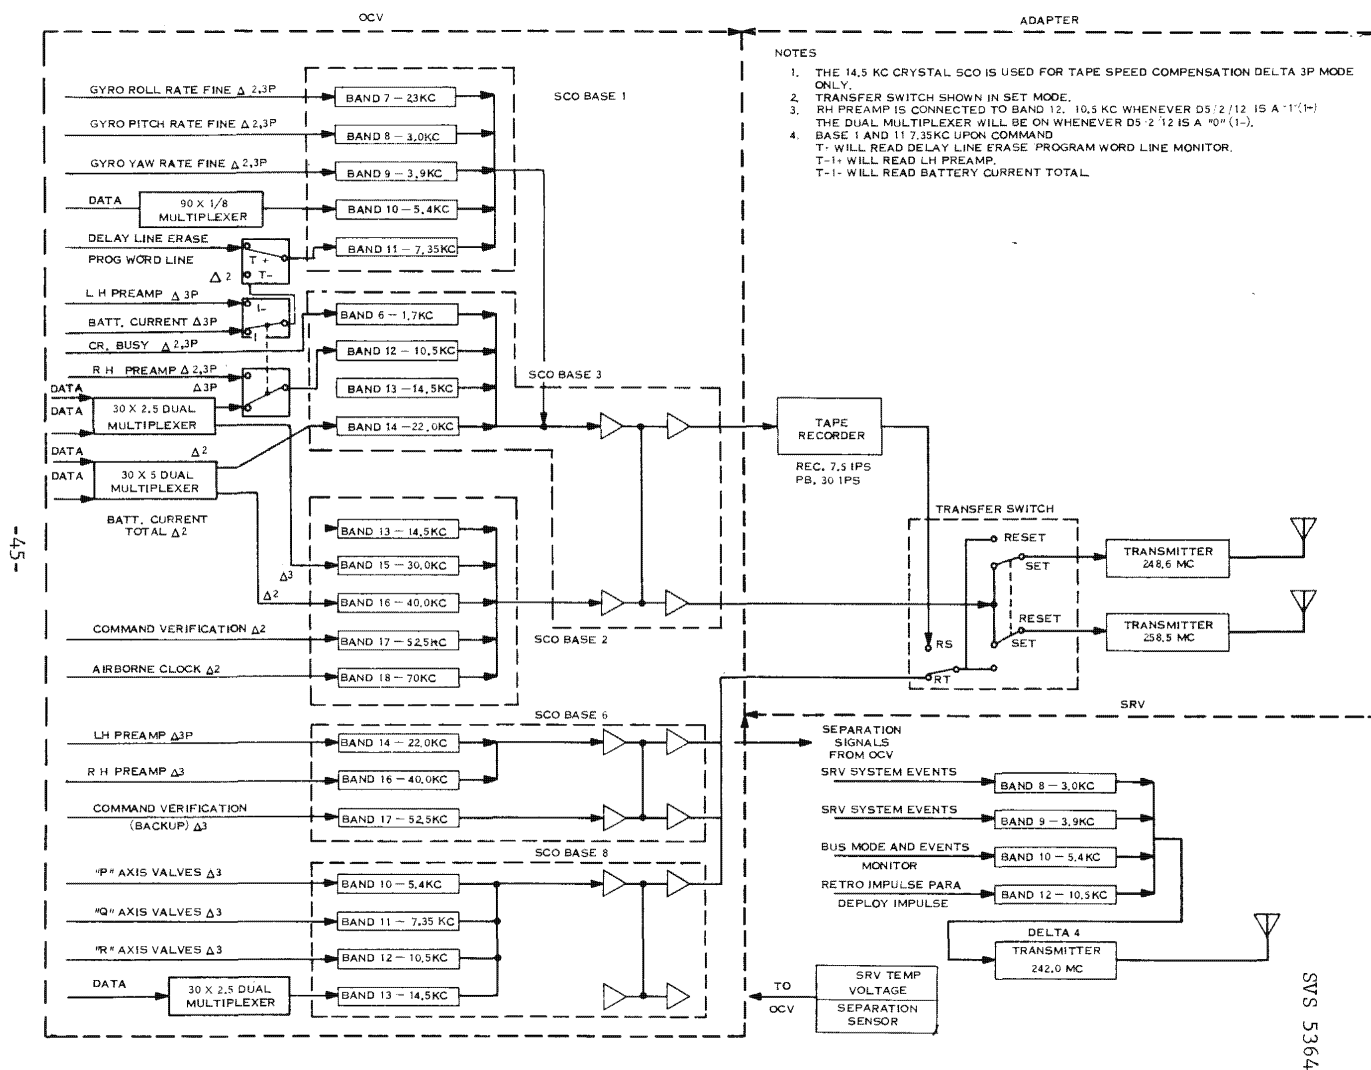 OCV
ADAPTER
NOTES
1. THE 14.5 KC CRYSTAL SCO IS USED FOR TAPE SPEED COMPENSATION DELTA 3P MODE
ONLY.
2. TRANSFER SWITCH SHOWN IN SET MODE.
3. RH PREAMP IS CONNECTED TO BAND 12, 10.5 KC WHENEVER D5/2/12 IS A "1"(1+)
THE DUAL MULTIPLEXER WILL BE ON WHENEVER D5/2/12 IS A "0" (1-).
4. BASE 1 AND 11 7.35KC UPON COMMAND
T+ WILL READ DELAY LINE ERASE PROGRAM WORD LINE MONITOR.
T-1+ WILL READ LH PREAMP.
T-1- WILL READ BATTERY CURRENT TOTAL
GYRO ROLL RATE FINE Δ 2,3P
BAND 7 – 2.3KC
SCO BASE 1
GYRO PITCH RATE FINE Δ 2,3P
BAND 8 – 3.0KC
GYRO YAW RATE FINE Δ 2,3P
BAND 9 – 3.9KC
DATA
90 X 1/8
MULTIPLEXER
BAND 10 – 5.4KC
DELAY LINE ERASE
PROG WORD LINE
T +
T-
Δ 2
BAND 11 – 7.35KC
L H PREAMP Δ 3P
I-
BATT. CURRENT Δ3P
I
BAND 6 – 1.7KC
CR. BUSY Δ 2,3P
BAND 12 – 10.5KC
R H PREAMP Δ 2,3P
Δ3P
SCO BASE 3
DATA
DATA
30 X 2.5 DUAL
MULTIPLEXER
BAND 13 – 14.5KC
BAND 14 – 22.0KC
TAPE
RECORDER
REC. 7.5 IPS
PB. 30 IPS
DATA
DATA
Δ2
30 X 5 DUAL
MULTIPLEXER
BATT. CURRENT
TOTAL Δ2
BAND 13 – 14.5KC
BAND 15 – 30.0KC
Δ3
Δ2
BAND 16 – 40.0KC
COMMAND VERIFICATION Δ2
BAND 17 – 52.5KC
SCO BASE 2
AIRBORNE CLOCK Δ2
BAND 18 – 70KC
TRANSFER SWITCH
RESET
SET
TRANSMITTER
248.6 MC
RESET
SET
TRANSMITTER
258.5 MC
RS
RT
SRV
SCO BASE 6
LH PREAMP Δ3P
BAND 14 – 22.0KC
R H PREAMP Δ3
BAND 16 – 40.0KC
COMMAND VERIFICATION
(BACKUP) Δ3
BAND 17 – 52.5KC
SCO BASE 8
"P" AXIS VALVES Δ3
BAND 10 – 5.4KC
"Q" AXIS VALVES Δ3
BAND 11 – 7.35 KC
"R" AXIS VALVES Δ3
BAND 12 – 10.5KC
DATA
30 X 2.5 DUAL
MULTIPLEXER
BAND 13 – 14.5KC
SEPARATION
SIGNALS
FROM OCV
SRV SYSTEM EVENTS
BAND 8 – 3.0KC
SRV SYSTEM EVENTS
BAND 9 – 3.9KC
BUS MODE AND EVENTS
MONITOR
BAND 10 – 5.4KC
RETRO IMPULSE PARA
DEPLOY IMPULSE
BAND 12 – 10.5KC
DELTA 4
TRANSMITTER
242.0 MC
TO
OCV
SRV TEMP
VOLTAGE
SEPARATION
SENSOR
-45-
SVS 5364